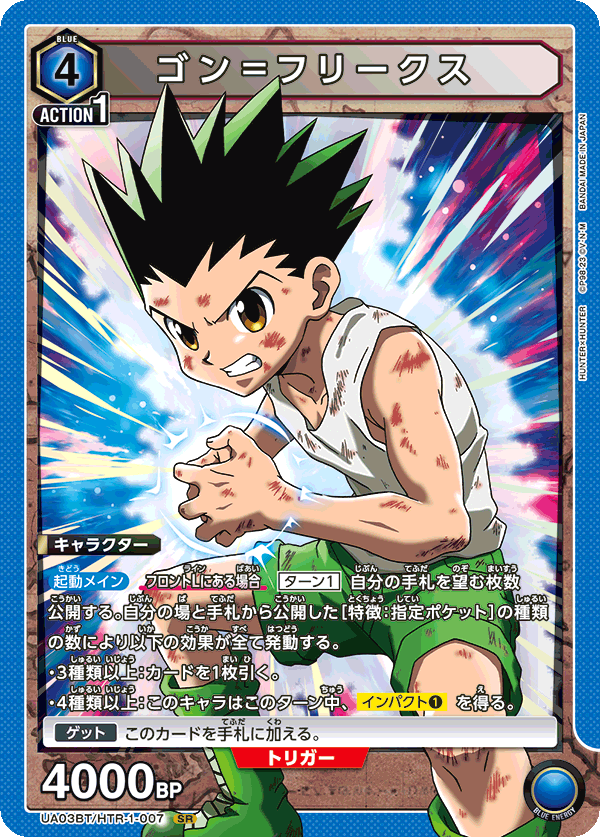 BLUE
4
ACTION 1
ゴン=フリークス
HUNTER×HUNTER ©P98-23 ©V・N・M BANDAI MADE IN JAPAN
キャラクター
起動メイン フロントLにある場合 ターン1 自分の手札を望む枚数
公開する。自分の場と手札から公開した[特徴:指定ポケット]の種類
の数により以下の効果が全て発動する。
・3種類以上:カードを1枚引く。
・4種類以上:このキャラはこのターン中、インパクト❶ を得る。
ゲット このカードを手札に加える。
トリガー
4000BP
BLUE ENERGY
UA03BT/HTR-1-007 SR